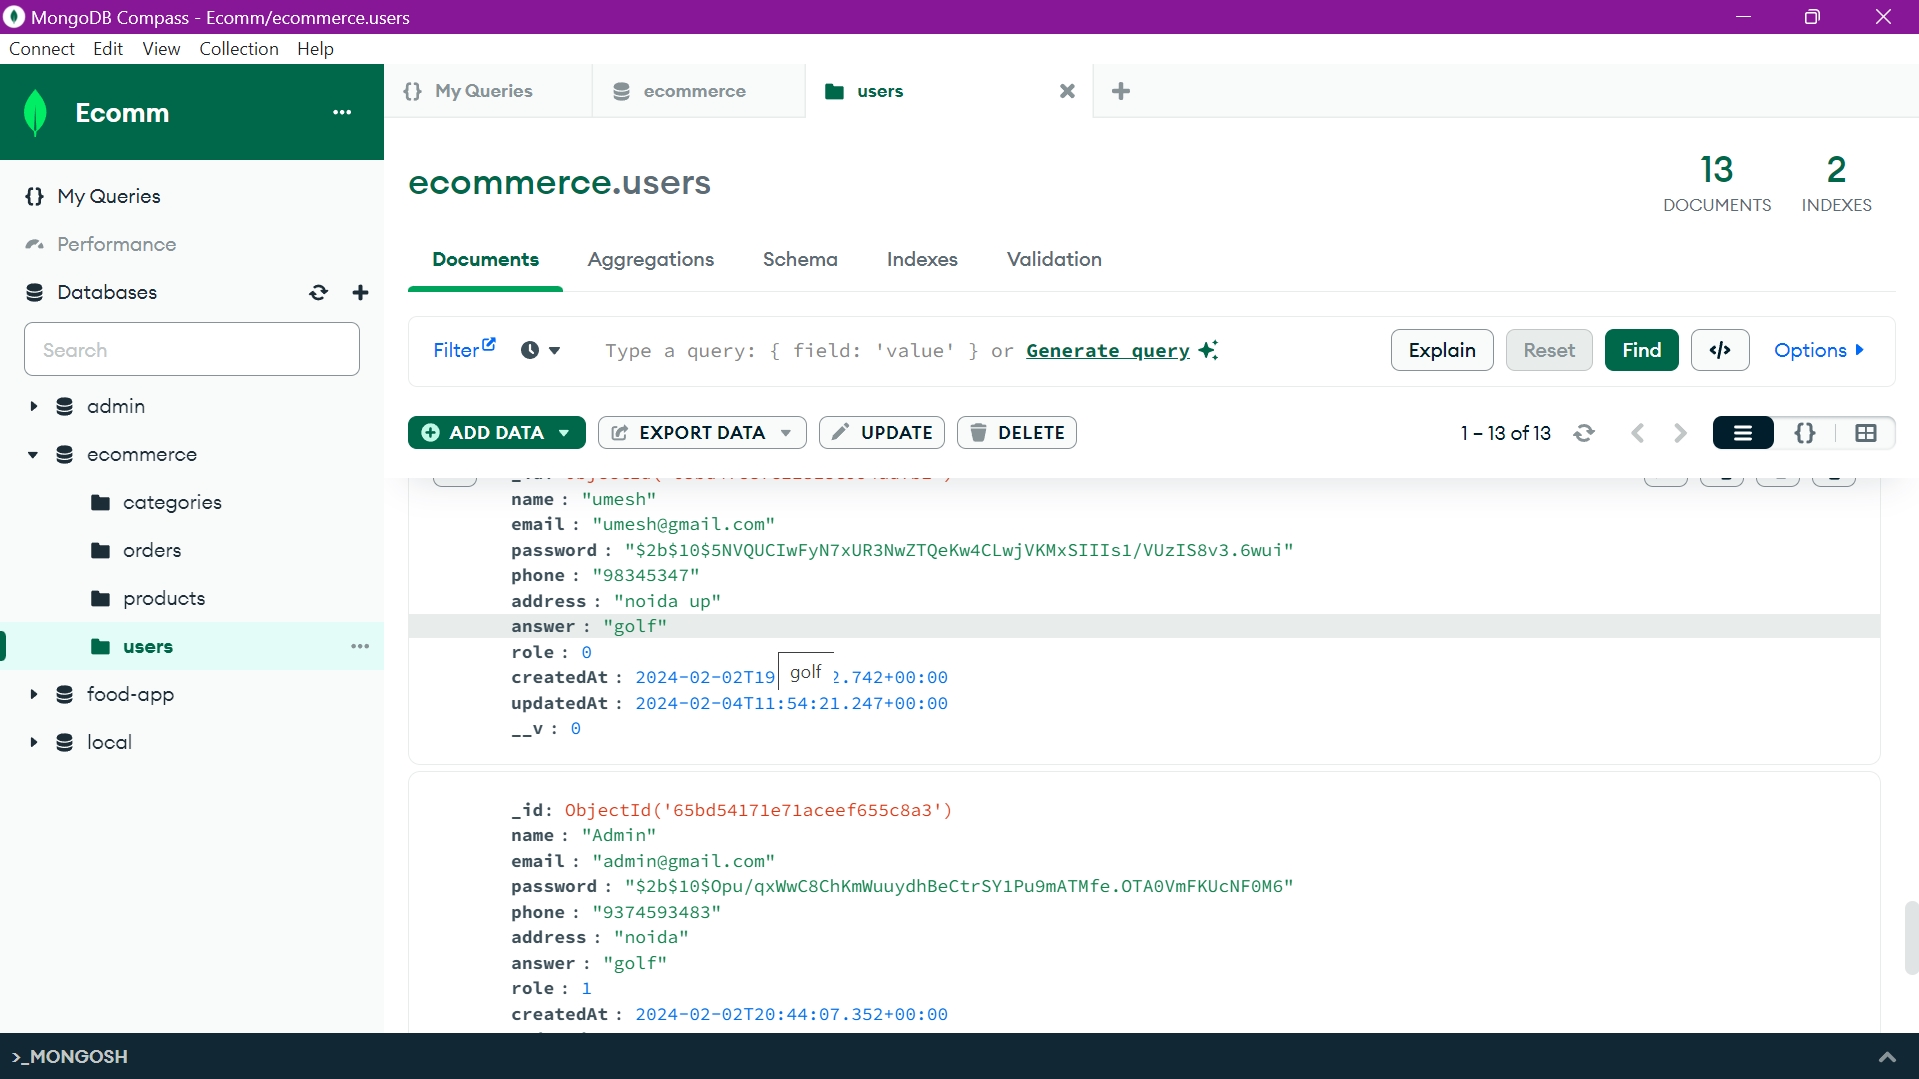 MongoDB Compass - Ecomm/ecommerce.users
Connect Edit View Collection Help
Ecomm
{} My Queries
ecommerce
users
{} My Queries
Performance
Databases
Search
admin
ecommerce
categories
orders
products
users
food-app
local
ecommerce.users
13
DOCUMENTS
2
INDEXES
Documents Aggregations Schema Indexes Validation
Filter
Type a query: { field: 'value' } or Generate query
Explain Reset Find </> Options
ADD DATA EXPORT DATA UPDATE DELETE
1 – 13 of 13
{}
name : "umesh"
email : "umesh@gmail.com"
password : "$2b$10$5NVQUCIwFyN7xUR3NwZTQeKw4CLwjVKMxSIIIsl/VUzIS8v3.6wui"
phone : "98345347"
address : "noida up"
answer : "golf"
role : 0
createdAt : 2024-02-02T19 2.742+00:00
golf
updatedAt : 2024-02-04T11:54:21.247+00:00
__v : 0
_id: ObjectId('65bd54171e71aceef655c8a3')
name : "Admin"
email : "admin@gmail.com"
password : "$2b$10$Opu/qxWwC8ChKmWuuydhBeCtrSY1Pu9mATMfe.OTA0VmFKUcNF0M6"
phone : "9374593483"
address : "noida"
answer : "golf"
role : 1
createdAt : 2024-02-02T20:44:07.352+00:00
>_MONGOSH